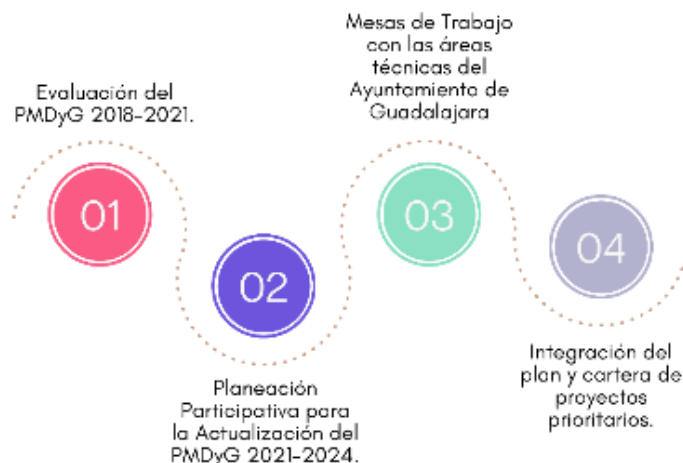 Evaluación del
PMDyG 2018-2021.
01
Planeación
Participativa para
la Actualización del
PMDyG 2021-2024.
02
Mesas de Trabajo
con las áreas
técnicas del
Ayuntamiento de
Guadalajara
03
Integración del
plan y cartera de
proyectos
prioritarios.
04